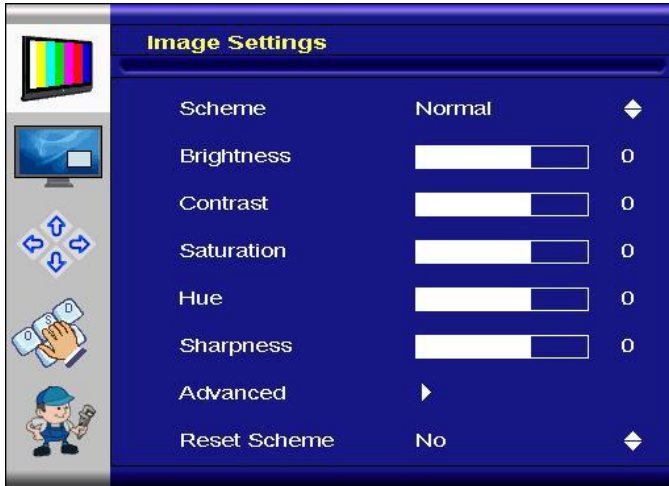 Image Settings
Scheme Normal
Brightness 0
Contrast 0
Saturation 0
Hue 0
Sharpness 0
Advanced
Reset Scheme No
O S D